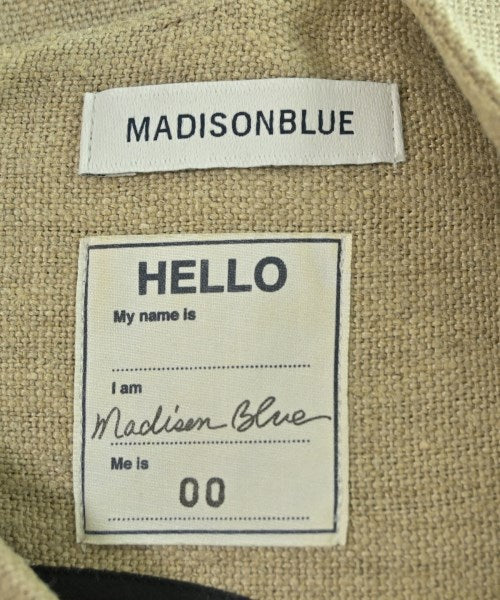 MADISONBLUE
HELLO
My name is
I am
Madison Blue
Me is
00